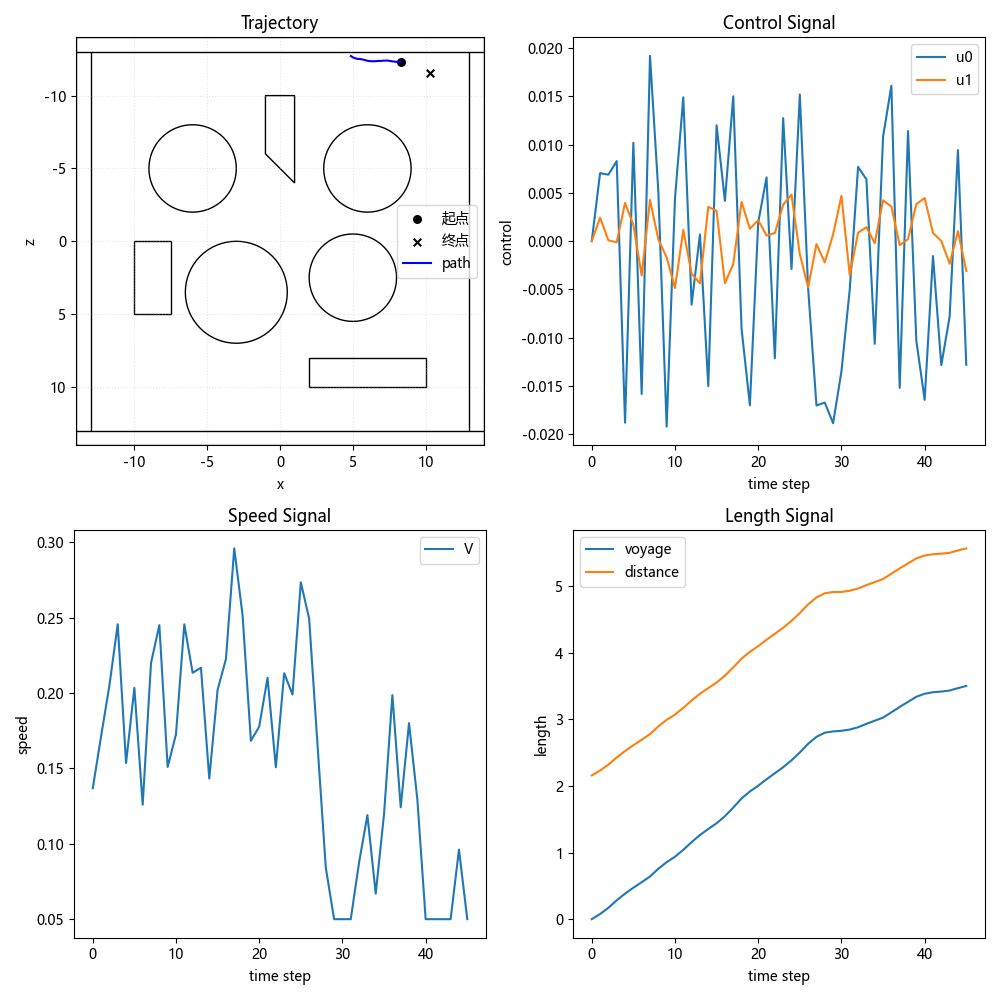 Trajectory
-10
-5
0
5
10
z
-10
-5
0
5
10
x
起点
终点
path
Control Signal
0.020
0.015
0.010
0.005
0.000
-0.005
-0.010
-0.015
-0.020
control
0
10
20
30
40
time step
u0
u1
Speed Signal
0.30
0.25
0.20
0.15
0.10
0.05
speed
0
10
20
30
40
time step
V
Length Signal
5
4
3
2
1
0
length
0
10
20
30
40
time step
voyage
distance